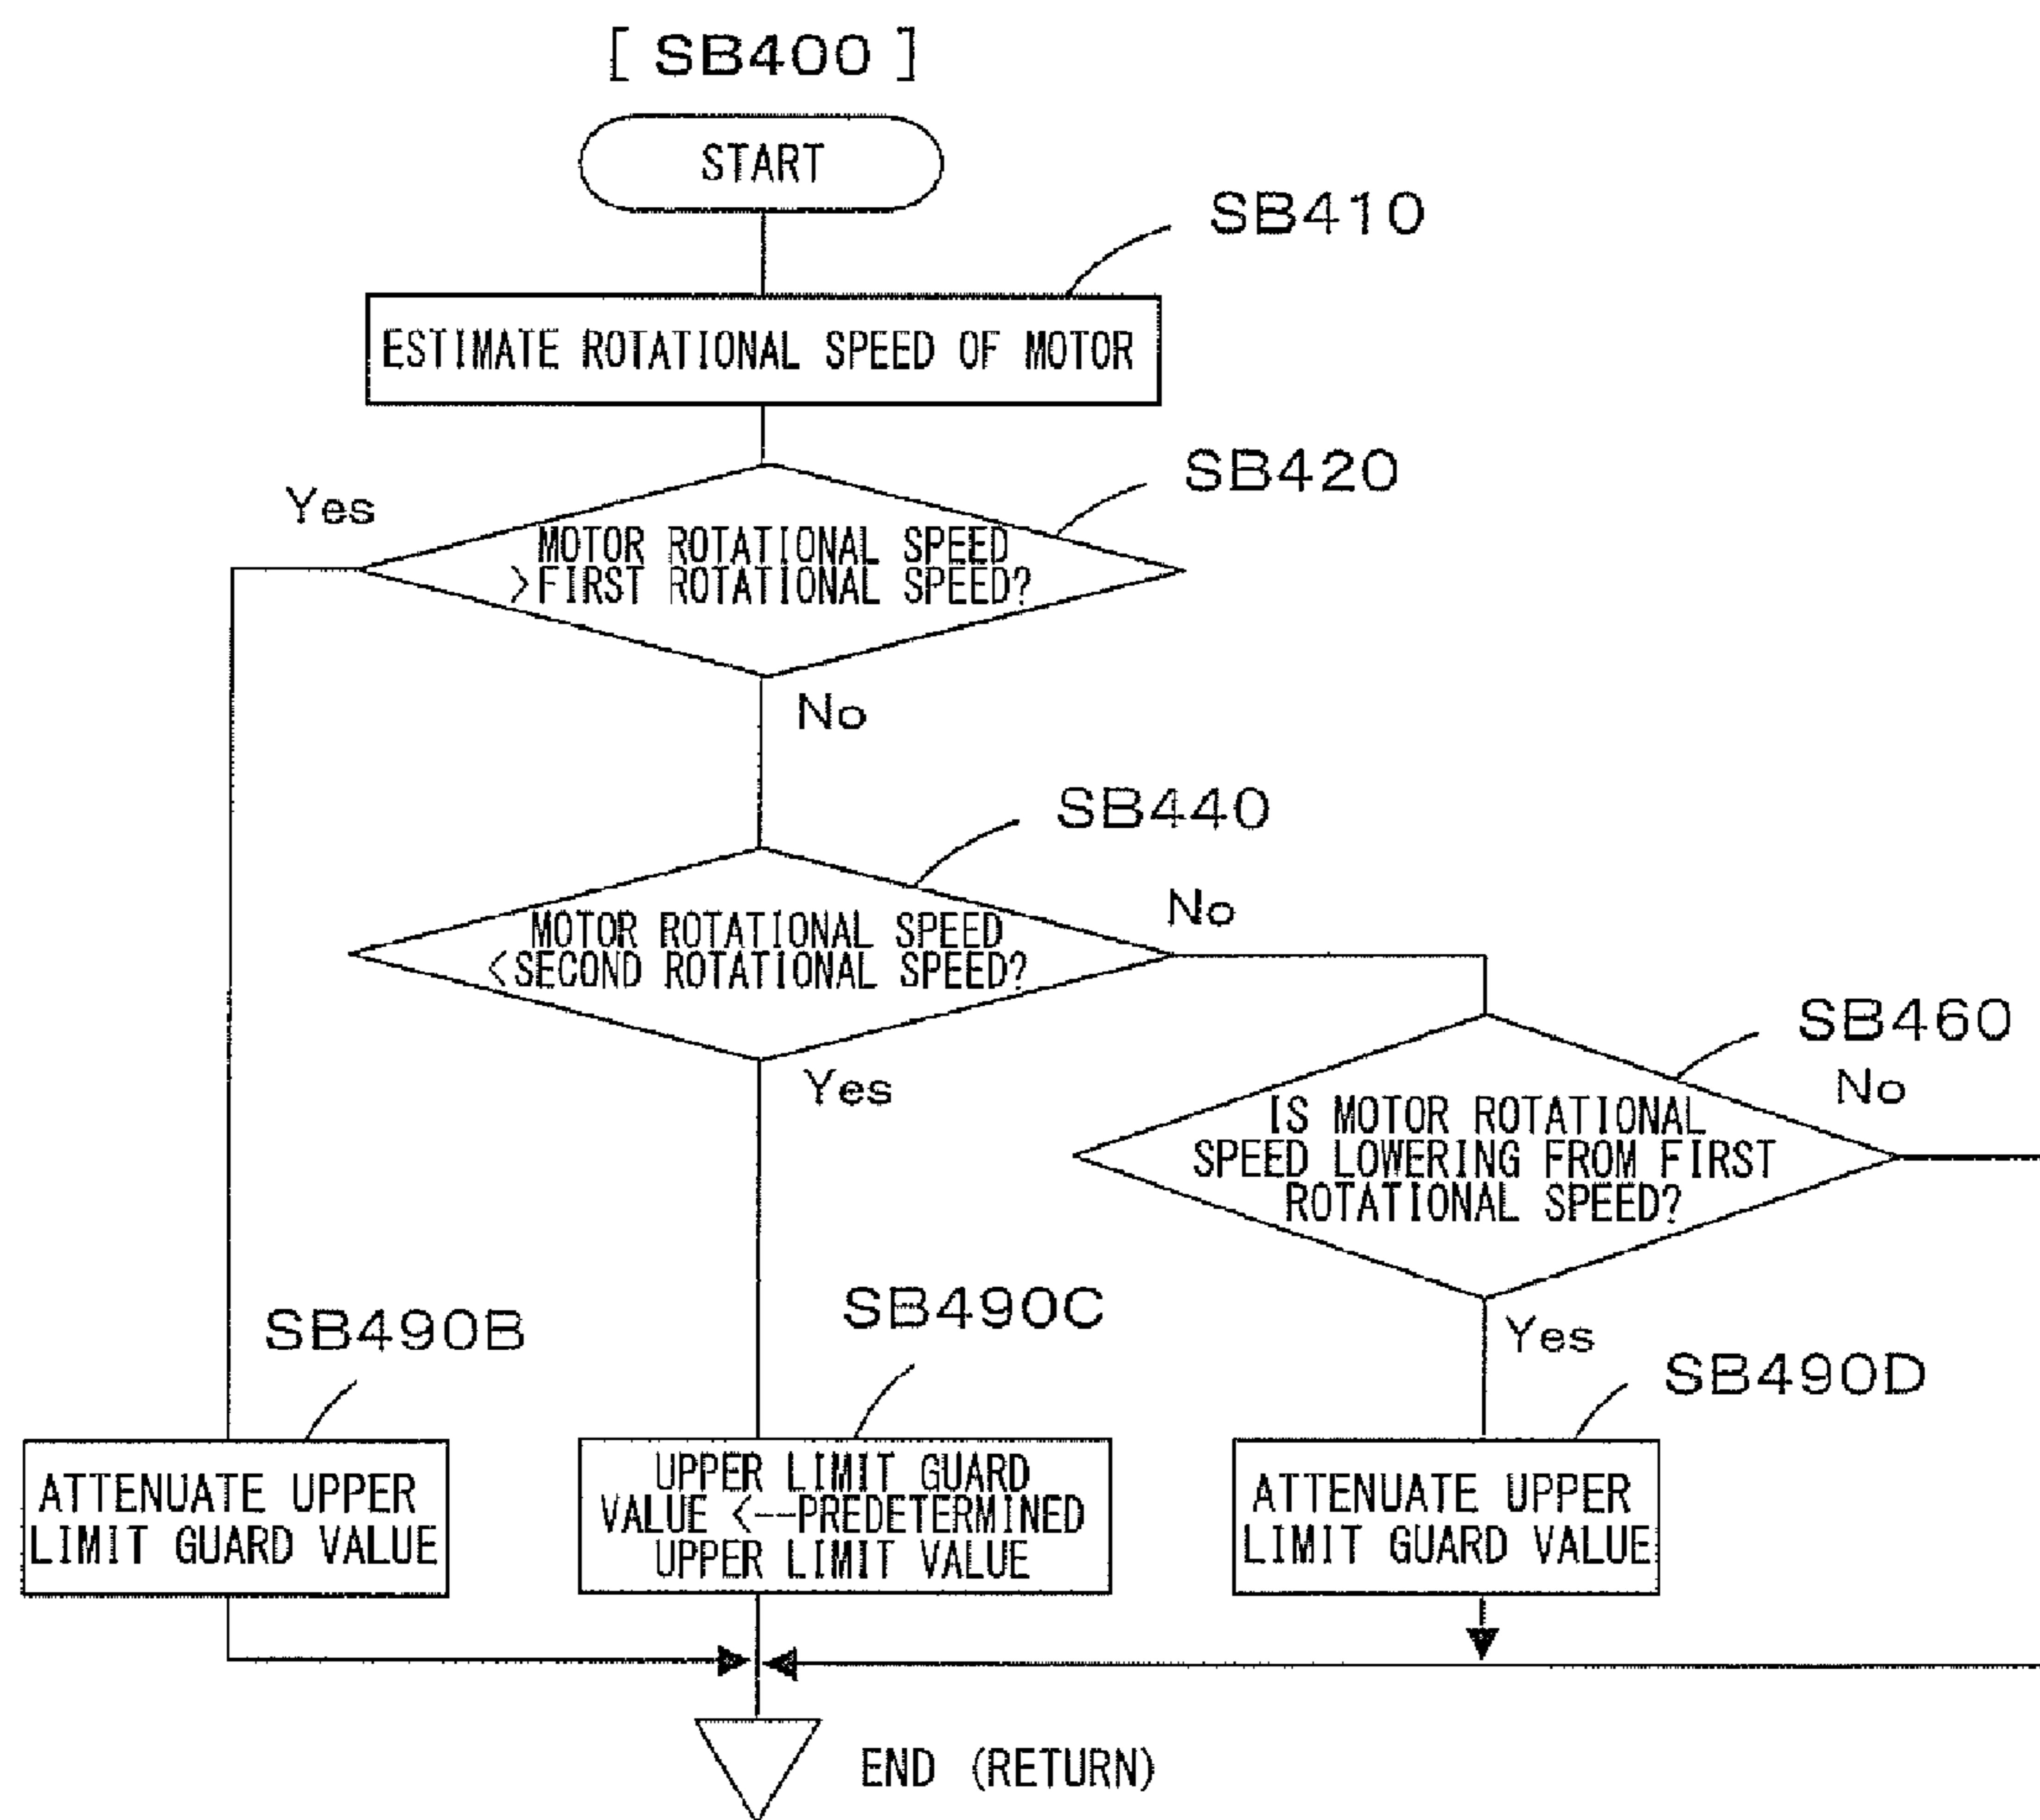 [ SB400 ]
START
SB410
ESTIMATE ROTATIONAL SPEED OF MOTOR
SB420
Yes
MOTOR ROTATIONAL SPEED
>FIRST ROTATIONAL SPEED?
No
SB440
MOTOR ROTATIONAL SPEED
<SECOND ROTATIONAL SPEED?
No
Yes
SB460
No
IS MOTOR ROTATIONAL
SPEED LOWERING FROM FIRST
ROTATIONAL SPEED?
Yes
SB490B
SB490C
SB490D
ATTENUATE UPPER
LIMIT GUARD VALUE
UPPER LIMIT GUARD
VALUE <--PREDETERMINED
UPPER LIMIT VALUE
ATTENUATE UPPER
LIMIT GUARD VALUE
END (RETURN)